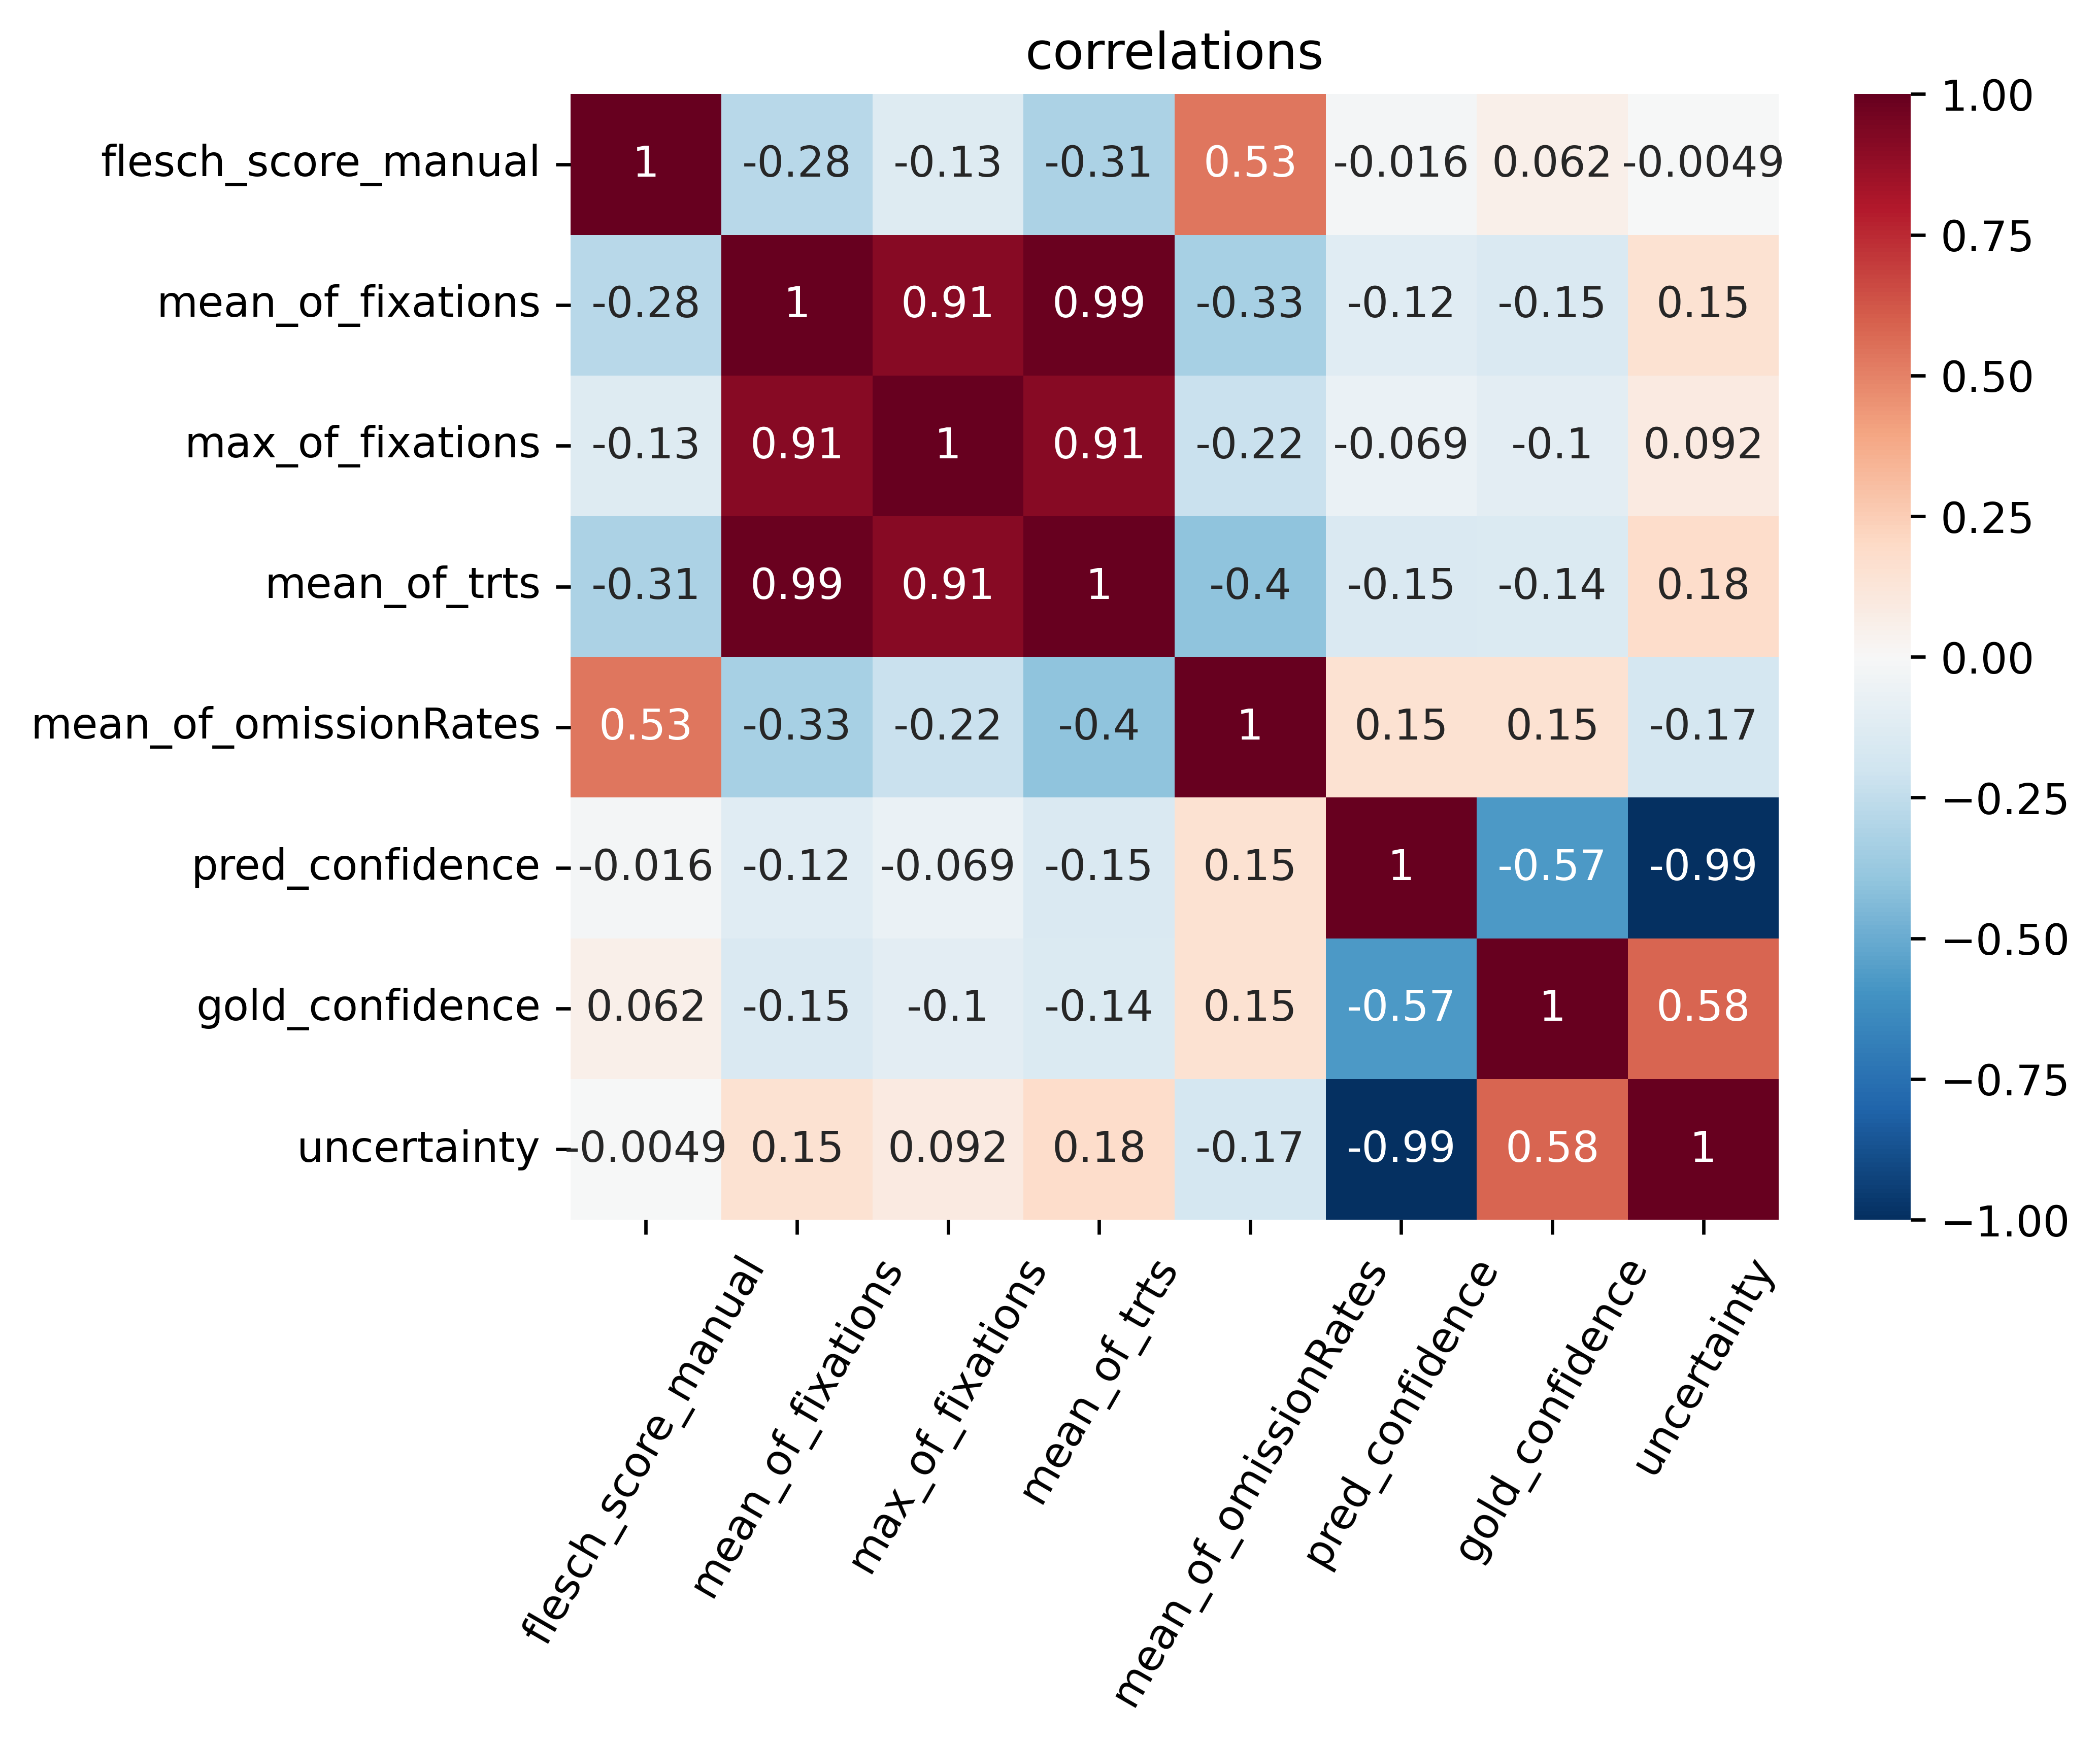 correlations
flesch_score_manual 1 -0.28 -0.13 -0.31 0.53 -0.016 0.062 -0.0049
mean_of_fixations -0.28 1 0.91 0.99 -0.33 -0.12 -0.15 0.15
max_of_fixations -0.13 0.91 1 0.91 -0.22 -0.069 -0.1 0.092
mean_of_trts -0.31 0.99 0.91 1 -0.4 -0.15 -0.14 0.18
mean_of_omissionRates 0.53 -0.33 -0.22 -0.4 1 0.15 0.15 -0.17
pred_confidence -0.016 -0.12 -0.069 -0.15 0.15 1 -0.57 -0.99
gold_confidence 0.062 -0.15 -0.1 -0.14 0.15 -0.57 1 0.58
uncertainty -0.0049 0.15 0.092 0.18 -0.17 -0.99 0.58 1
flesch_score_manual
mean_of_fixations
max_of_fixations
mean_of_trts
mean_of_omissionRates
pred_confidence
gold_confidence
uncertainty
1.00
0.75
0.50
0.25
0.00
−0.25
−0.50
−0.75
−1.00